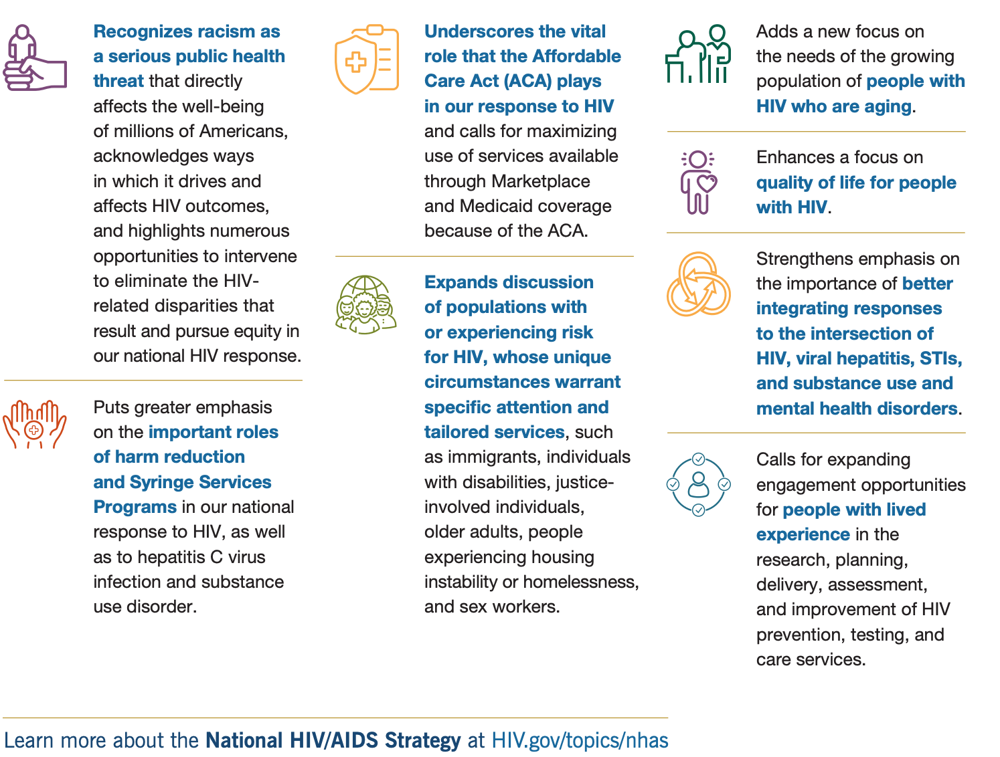 Recognizes racism as
a serious public health
threat that directly
affects the well-being
of millions of Americans,
acknowledges ways
in which it drives and
affects HIV outcomes,
and highlights numerous
opportunities to intervene
to eliminate the HIV-
related disparities that
result and pursue equity in
our national HIV response.
Puts greater emphasis
on the important roles
of harm reduction
and Syringe Services
Programs in our national
response to HIV, as well
as to hepatitis C virus
infection and substance
use disorder.
Underscores the vital
role that the Affordable
Care Act (ACA) plays
in our response to HIV
and calls for maximizing
use of services available
through Marketplace
and Medicaid coverage
because of the ACA.
Expands discussion
of populations with
or experiencing risk
for HIV, whose unique
circumstances warrant
specific attention and
tailored services, such
as immigrants, individuals
with disabilities, justice-
involved individuals,
older adults, people
experiencing housing
instability or homelessness,
and sex workers.
Adds a new focus on
the needs of the growing
population of people with
HIV who are aging.
Enhances a focus on
quality of life for people
with HIV.
Strengthens emphasis on
the importance of better
integrating responses
to the intersection of
HIV, viral hepatitis, STIs,
and substance use and
mental health disorders.
Calls for expanding
engagement opportunities
for people with lived
experience in the
research, planning,
delivery, assessment,
and improvement of HIV
prevention, testing, and
care services.
Learn more about the National HIV/AIDS Strategy at HIV.gov/topics/nhas